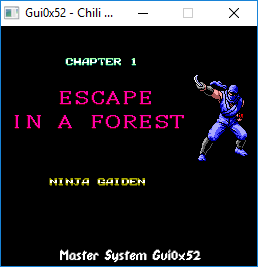 Gui0x52 - Chili ...
CHAPTER 1
ESCAPE
IN A FOREST
NINJA GAIDEN
Master System Gui0x52